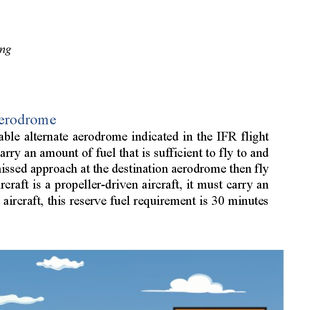 ng
erodrome
able alternate aerodrome indicated in the IFR flight
arry an amount of fuel that is sufficient to fly to and
issed approach at the destination aerodrome then fly
rcraft is a propeller-driven aircraft, it must carry an
aircraft, this reserve fuel requirement is 30 minutes